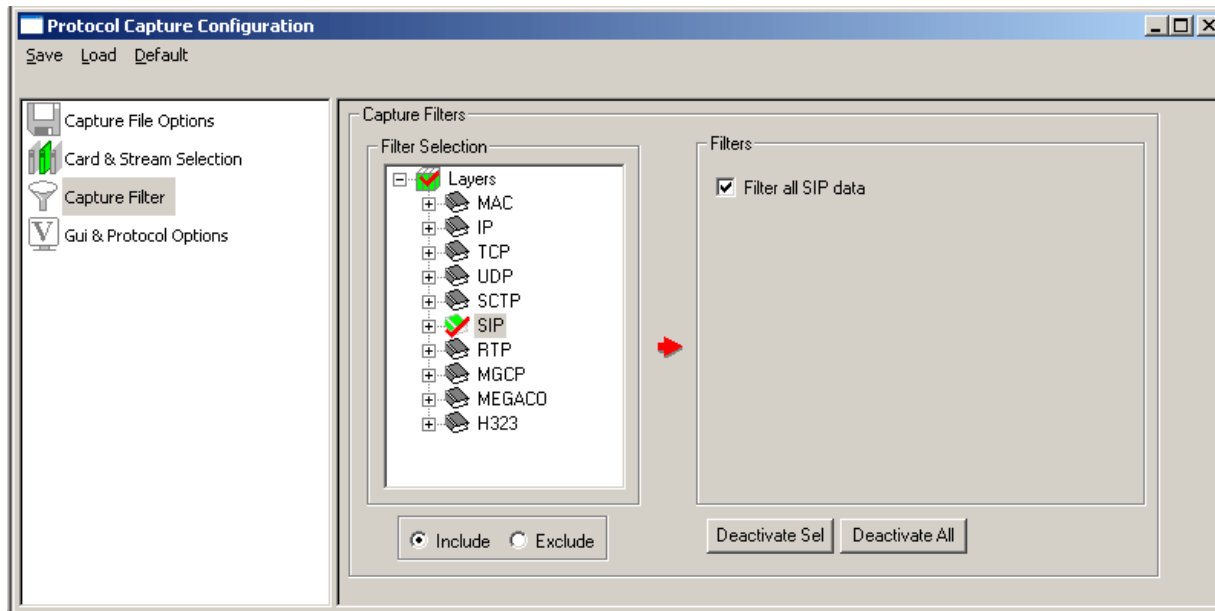 Protocol Capture Configuration
Save Load Default
Capture File Options
Card & Stream Selection
Capture Filter
Gui & Protocol Options
Capture Filters
Filter Selection
Layers
MAC
IP
TCP
UDP
SCTP
SIP
RTP
MGCP
MEGACO
H323
Include Exclude
Filters
Filter all SIP data
Deactivate Sel Deactivate All